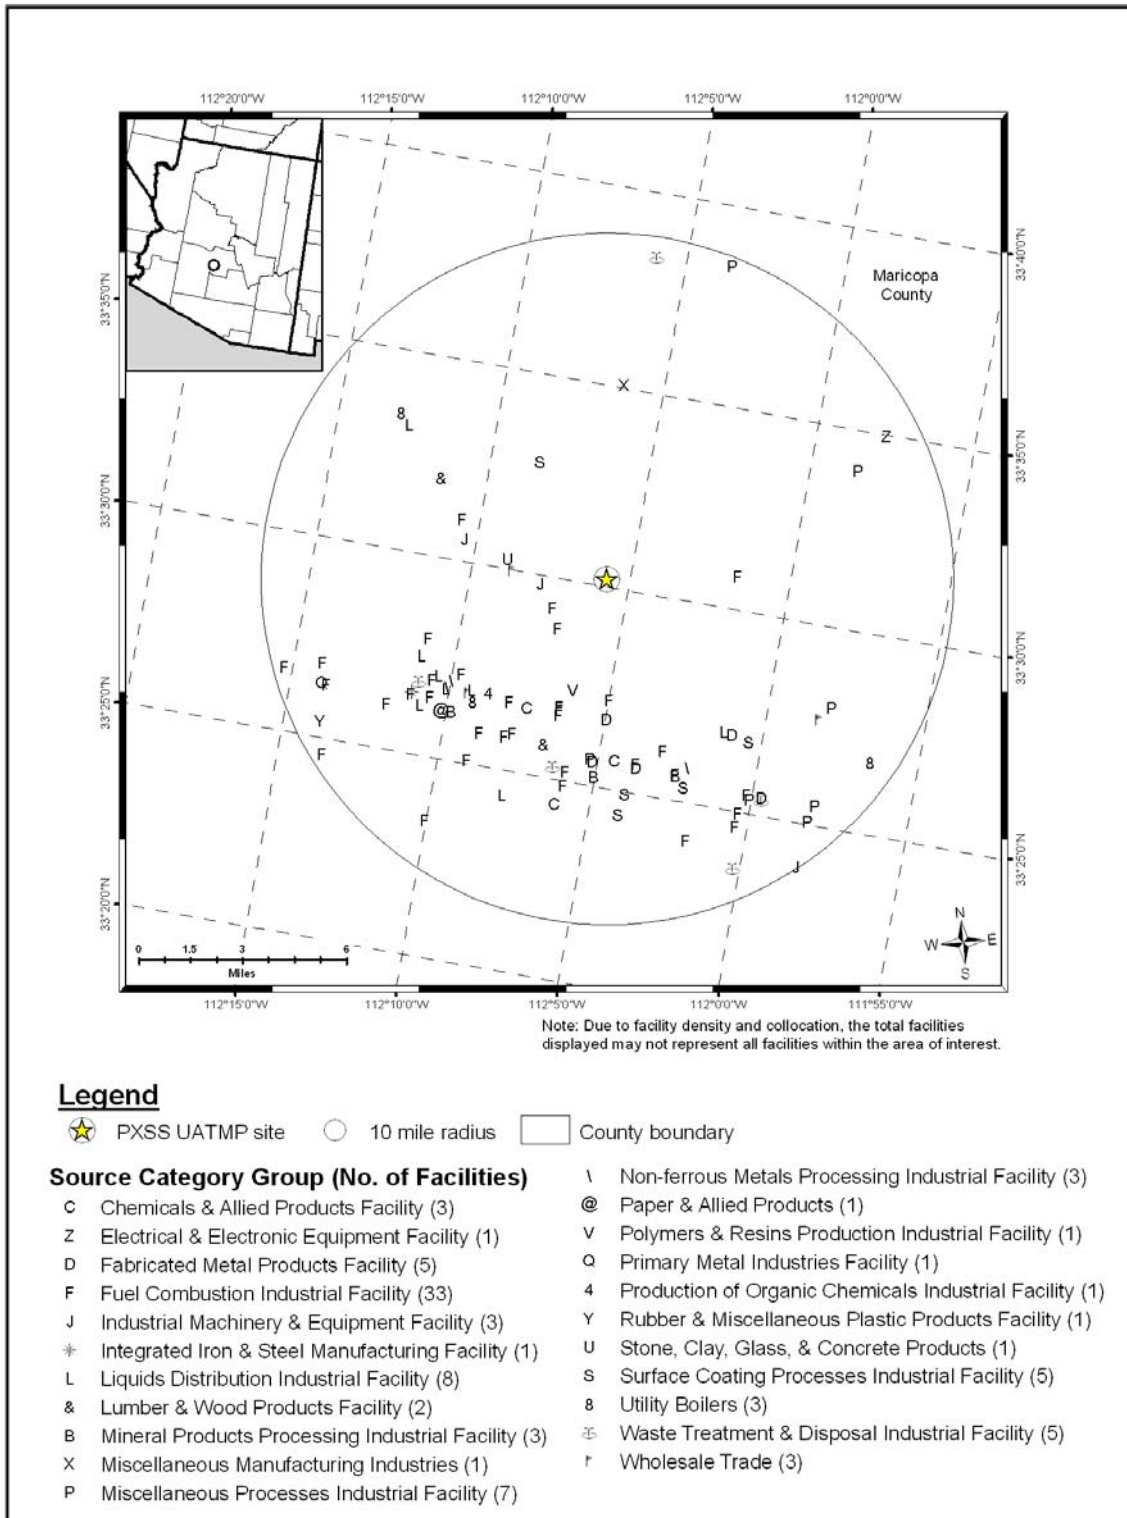 112°20'0"W 112°15'0"W 112°10'0"W 112°5'0"W 112°0'0"W
33°35'0"N
33°30'0"N
33°25'0"N
33°20'0"N
Maricopa
County
33°40'0"N
33°35'0"N
33°30'0"N
33°25'0"N
0 1.5 3 6
Miles
N
W E
S
112°15'0"W 112°10'0"W 112°5'0"W 112°0'0"W 111°55'0"W
Note: Due to facility density and collocation, the total facilities
displayed may not represent all facilities within the area of interest.
Legend
PXSS UATMP site 10 mile radius County boundary
Source Category Group (No. of Facilities)
C Chemicals & Allied Products Facility (3)
Z Electrical & Electronic Equipment Facility (1)
D Fabricated Metal Products Facility (5)
F Fuel Combustion Industrial Facility (33)
J Industrial Machinery & Equipment Facility (3)
Integrated Iron & Steel Manufacturing Facility (1)
L Liquids Distribution Industrial Facility (8)
& Lumber & Wood Products Facility (2)
B Mineral Products Processing Industrial Facility (3)
X Miscellaneous Manufacturing Industries (1)
P Miscellaneous Processes Industrial Facility (7)
\ Non-ferrous Metals Processing Industrial Facility (3)
@ Paper & Allied Products (1)
V Polymers & Resins Production Industrial Facility (1)
Q Primary Metal Industries Facility (1)
4 Production of Organic Chemicals Industrial Facility (1)
Y Rubber & Miscellaneous Plastic Products Facility (1)
U Stone, Clay, Glass, & Concrete Products (1)
S Surface Coating Processes Industrial Facility (5)
8 Utility Boilers (3)
Waste Treatment & Disposal Industrial Facility (5)
Wholesale Trade (3)